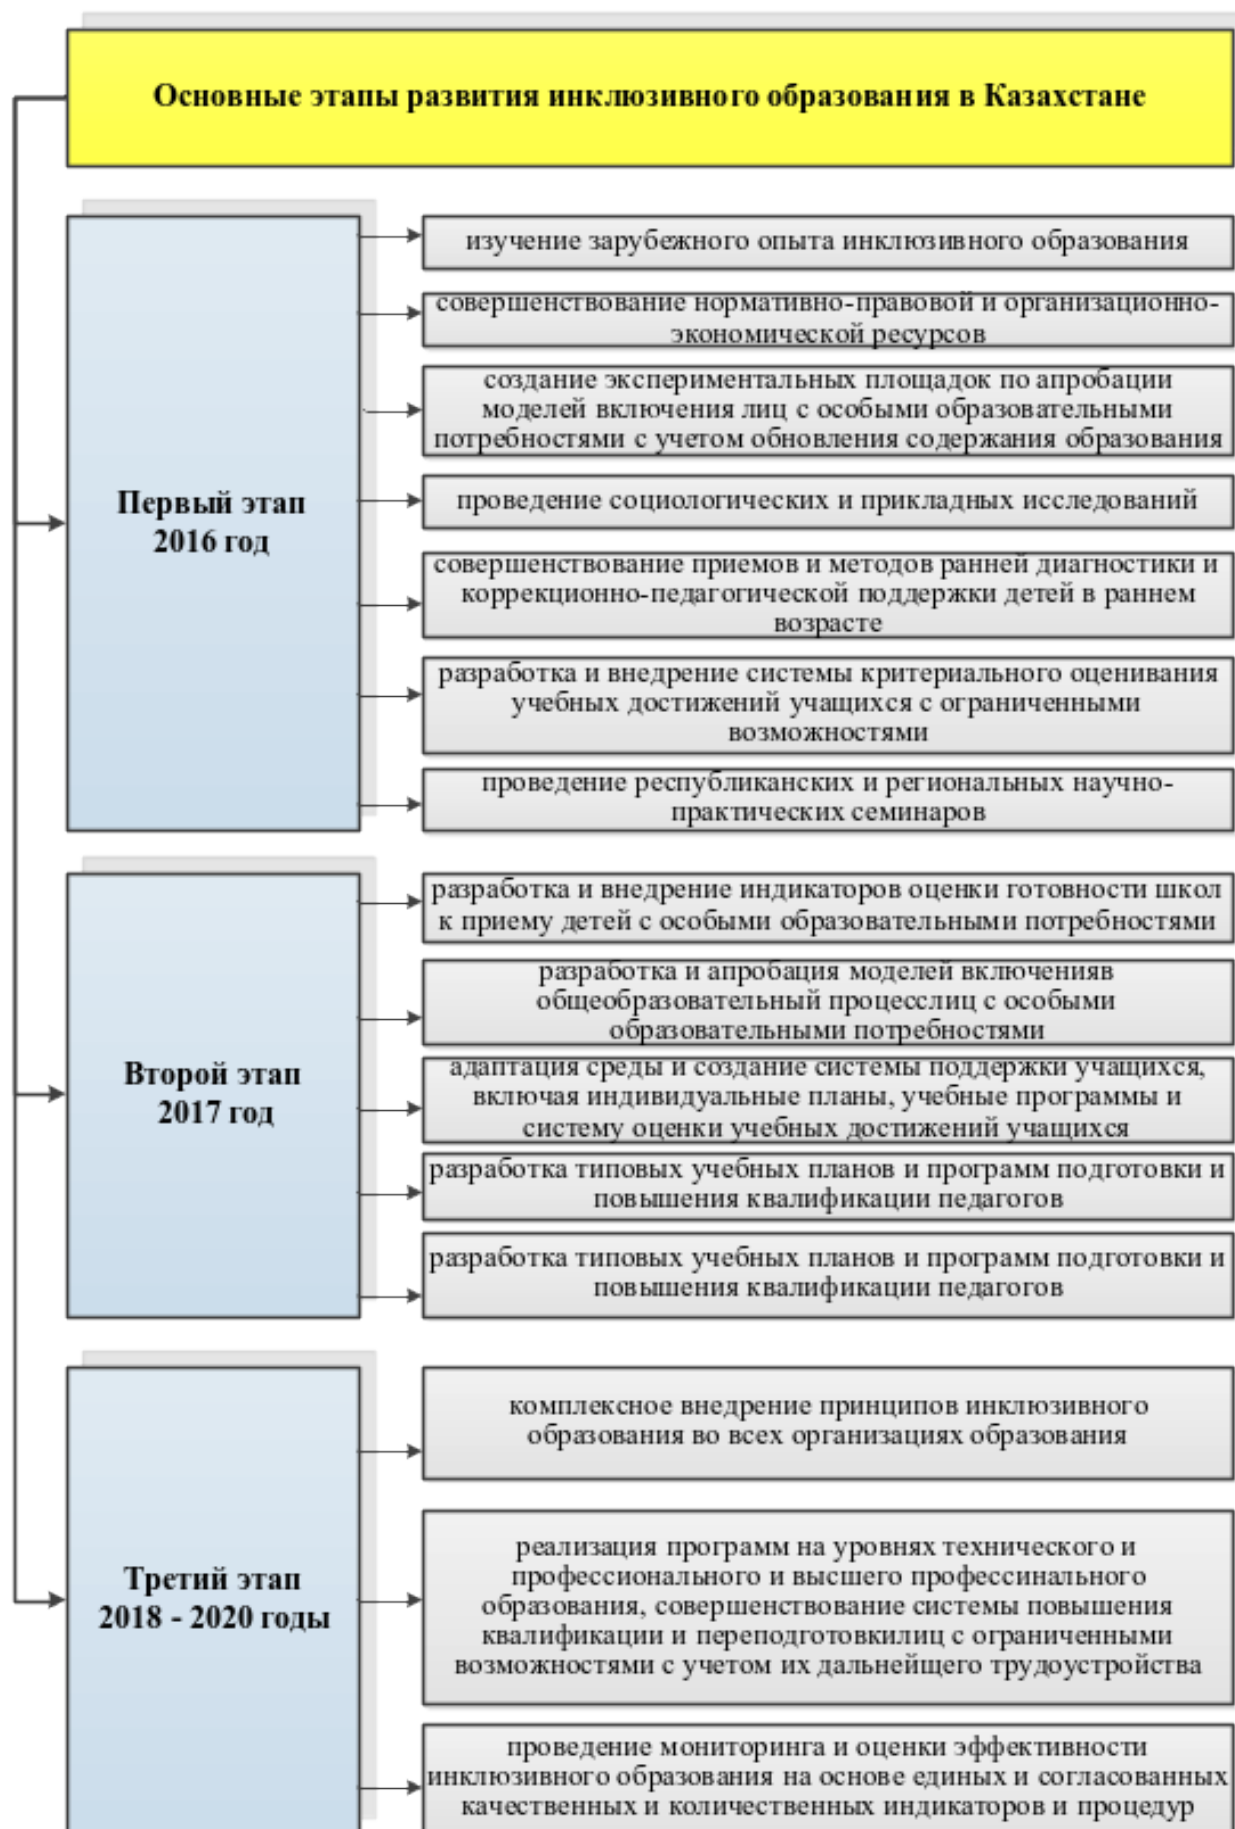 Основные этапы развития инклюзивного образования в Казахстане
Первый этап
2016 год
изучение зарубежного опыта инклюзивного образования
совершенствование нормативно-правовой и организационно-
экономической ресурсов
создание экспериментальных площадок по апробации
моделей включения лиц с особыми образовательными
потребностями с учетом обновления содержания образования
проведение социологических и прикладных исследований
совершенствование приемов и методов ранней диагностики и
коррекционно-педагогической поддержки детей в раннем
возрасте
разработка и внедрение системы критериального оценивания
учебных достижений учащихся с ограниченными
возможностями
проведение республиканских и региональных научно-
практических семинаров
Второй этап
2017 год
разработка и внедрение индикаторов оценки готовности школ
к приему детей с особыми образовательными потребностями
разработка и апробация моделей включенияв
общеобразовательный процесслиц с особыми
образовательными потребностями
адаптация среды и создание системы поддержки учащихся,
включая индивидуальные планы, учебные программы и
систему оценки учебных достижений учащихся
разработка типовых учебных планов и программ подготовки и
повышения квалификации педагогов
разработка типовых учебных планов и программ подготовки и
повышения квалификации педагогов
Третий этап
2018 - 2020 годы
комплексное внедрение принципов инклюзивного
образования во всех организациях образования
реализация программ на уровнях технического и
профессионального и высшего профессинального
образования, совершенствование системы повышения
квалификации и переподготовкилиц с ограниченными
возможностями с учетом их дальнейщего трудоустройства
проведение мониторинга и оценки эффективности
инклюзивного образования на основе единых и согласованных
качественных и количественных индикаторов и процедур